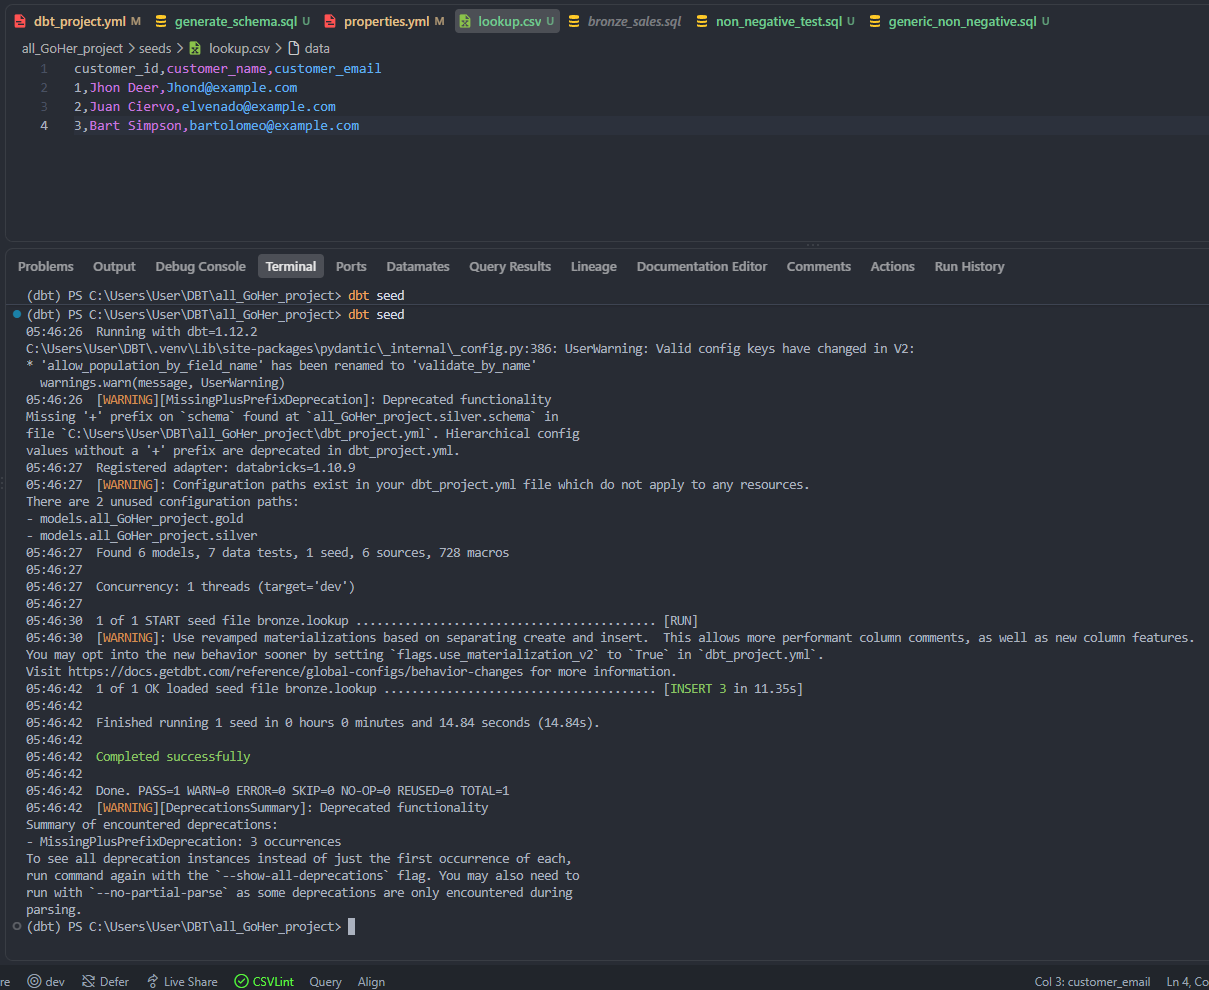 dbt_project.yml M generate_schema.sql U properties.yml M lookup.csv U bronze_sales.sql non_negative_test.sql U generic_non_negative.sql U
all_GoHer_project > seeds > lookup.csv > data
1 customer_id,customer_name,customer_email
2 1,Jhon Deer,Jhond@example.com
3 2,Juan Ciervo,elvenado@example.com
4 3,Bart Simpson,bartolomeo@example.com
Problems Output Debug Console Terminal Ports Datamates Query Results Lineage Documentation Editor Comments Actions Run History
(dbt) PS C:\Users\User\DBT\all_GoHer_project> dbt seed
(dbt) PS C:\Users\User\DBT\all_GoHer_project> dbt seed
05:46:26  Running with dbt=1.12.2
C:\Users\User\DBT\.venv\Lib\site-packages\pydantic\_internal\_config.py:386: UserWarning: Valid config keys have changed in V2:
* 'allow_population_by_field_name' has been renamed to 'validate_by_name'
  warnings.warn(message, UserWarning)
05:46:26  [WARNING][MissingPlusPrefixDeprecation]: Deprecated functionality
Missing '+' prefix on `schema` found at `all_GoHer_project.silver.schema` in
file `C:\Users\User\DBT\all_GoHer_project\dbt_project.yml`. Hierarchical config
values without a '+' prefix are deprecated in dbt_project.yml.
05:46:27  Registered adapter: databricks=1.10.9
05:46:27  [WARNING]: Configuration paths exist in your dbt_project.yml file which do not apply to any resources.
There are 2 unused configuration paths:
- models.all_GoHer_project.gold
- models.all_GoHer_project.silver
05:46:27  Found 6 models, 7 data tests, 1 seed, 6 sources, 728 macros
05:46:27
05:46:27  Concurrency: 1 threads (target='dev')
05:46:27
05:46:30  1 of 1 START seed file bronze.lookup ........................................... [RUN]
05:46:30  [WARNING]: Use revamped materializations based on separating create and insert.  This allows more performant column comments, as well as new column features.
You may opt into the new behavior sooner by setting `flags.use_materialization_v2` to `True` in `dbt_project.yml`.
Visit https://docs.getdbt.com/reference/global-configs/behavior-changes for more information.
05:46:42  1 of 1 OK loaded seed file bronze.lookup ....................................... [INSERT 3 in 11.35s]
05:46:42
05:46:42  Finished running 1 seed in 0 hours 0 minutes and 14.84 seconds (14.84s).
05:46:42
05:46:42  Completed successfully
05:46:42
05:46:42  Done. PASS=1 WARN=0 ERROR=0 SKIP=0 NO-OP=0 REUSED=0 TOTAL=1
05:46:42  [WARNING][DeprecationsSummary]: Deprecated functionality
Summary of encountered deprecations:
- MissingPlusPrefixDeprecation: 3 occurrences
To see all deprecation instances instead of just the first occurrence of each,
run command again with the `--show-all-deprecations` flag. You may also need to
run with `--no-partial-parse` as some deprecations are only encountered during
parsing.
(dbt) PS C:\Users\User\DBT\all_GoHer_project>
re dev Defer Live Share CSVLint Query Align Col 3: customer_email Ln 4, Co